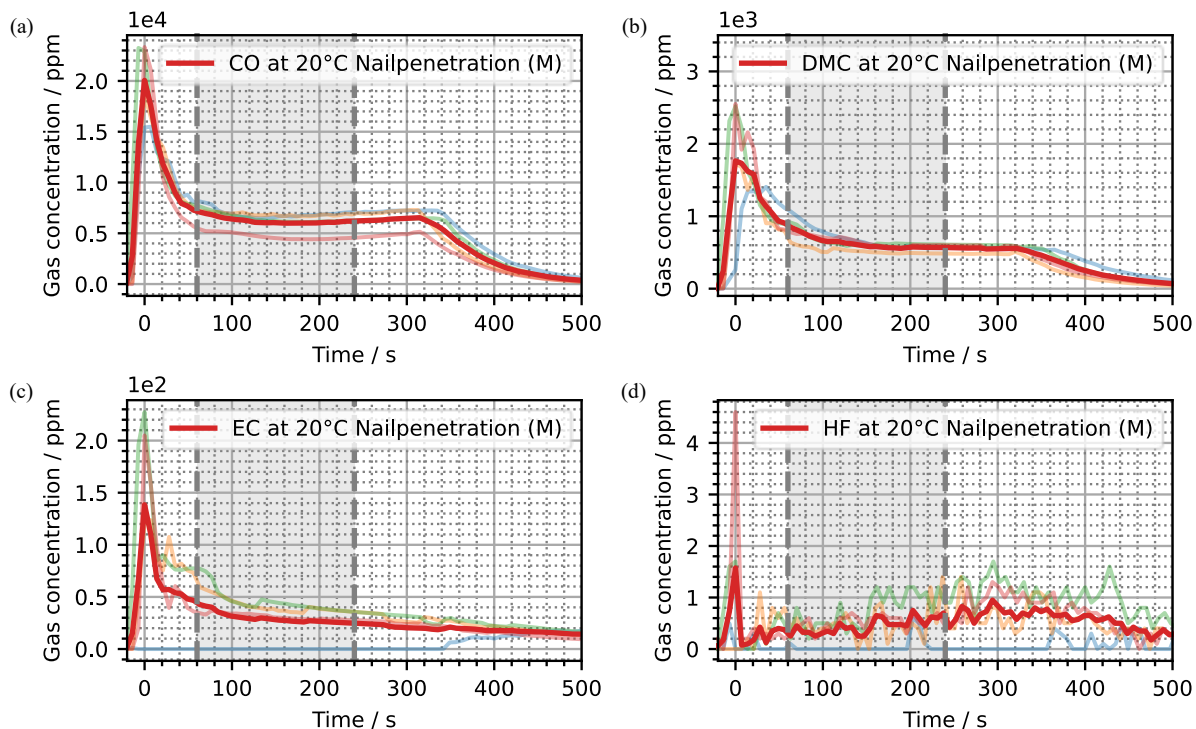 (a)
1e4
CO at 20°C Nailpenetration (M)
Gas concentration / ppm
2.0
1.5
1.0
0.5
0.0
0 100 200 300 400 500
Time / s
(b)
1e3
DMC at 20°C Nailpenetration (M)
Gas concentration / ppm
3
2
1
0
0 100 200 300 400 500
Time / s
(c)
1e2
EC at 20°C Nailpenetration (M)
Gas concentration / ppm
2.0
1.5
1.0
0.5
0.0
0 100 200 300 400 500
Time / s
(d)
HF at 20°C Nailpenetration (M)
Gas concentration / ppm
4
3
2
1
0
0 100 200 300 400 500
Time / s